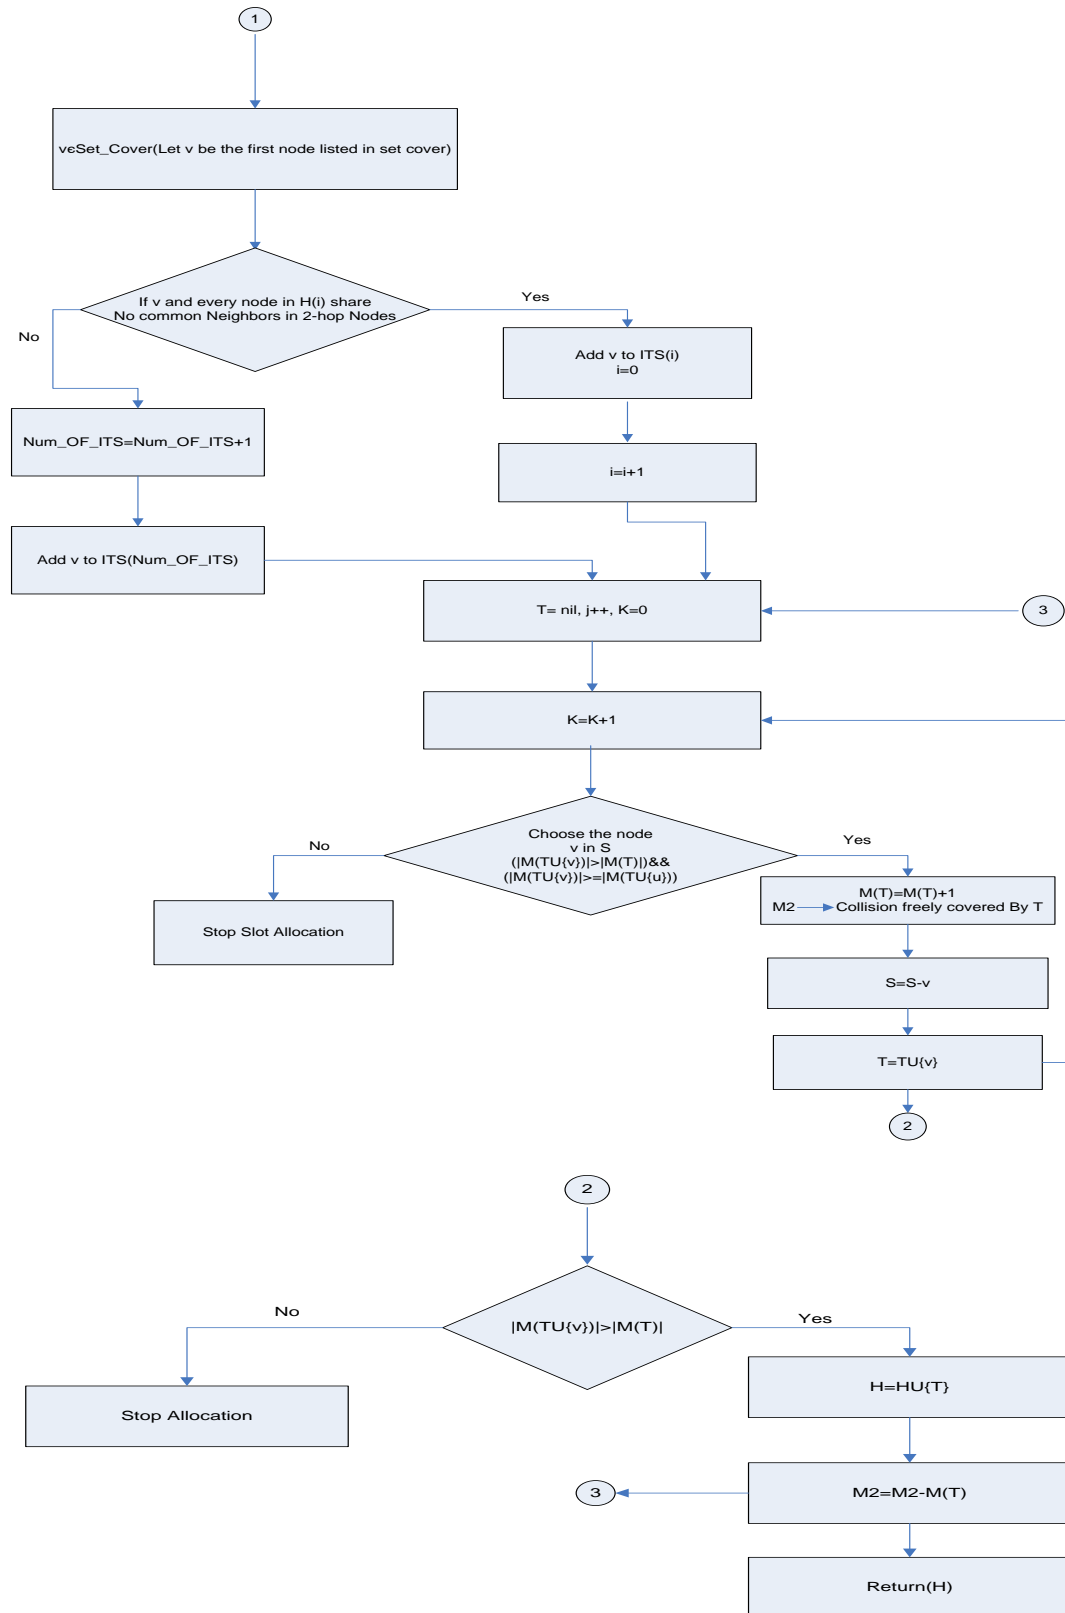 1
vєSet_Cover(Let v be the first node listed in set cover)
If v and every node in H(i) share
No common Neighbors in 2-hop Nodes
Yes
No
Add v to ITS(i)
i=0
Num_OF_ITS=Num_OF_ITS+1
i=i+1
Add v to ITS(Num_OF_ITS)
T= nil, j++, K=0
3
K=K+1
Choose the node
v in S
(|M(TU{v})|>|M(T)|)&&
(|M(TU{v})|>=|M(TU{u}))
No
Yes
M(T)=M(T)+1
M2 Collision freely covered By T
Stop Slot Allocation
S=S-v
T=TU{v}
2
2
|M(TU{v})|>|M(T)|
No
Yes
H=HU{T}
Stop Allocation
3
M2=M2-M(T)
Return(H)